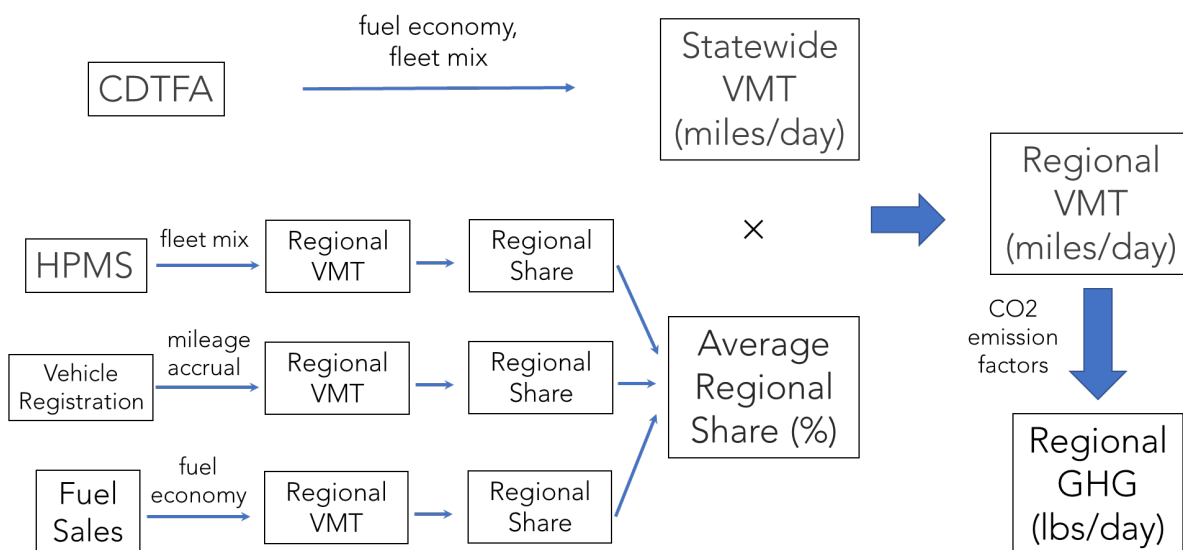 fuel economy,
fleet mix
CDTFA
Statewide
VMT
(miles/day)
HPMS
fleet mix
Regional
VMT
Regional
Share
×
Regional
VMT
(miles/day)
Vehicle
Registration
mileage
accrual
Regional
VMT
Regional
Share
Average
Regional
Share (%)
CO2
emission
factors
Fuel
Sales
fuel
economy
Regional
VMT
Regional
Share
Regional
GHG
(lbs/day)